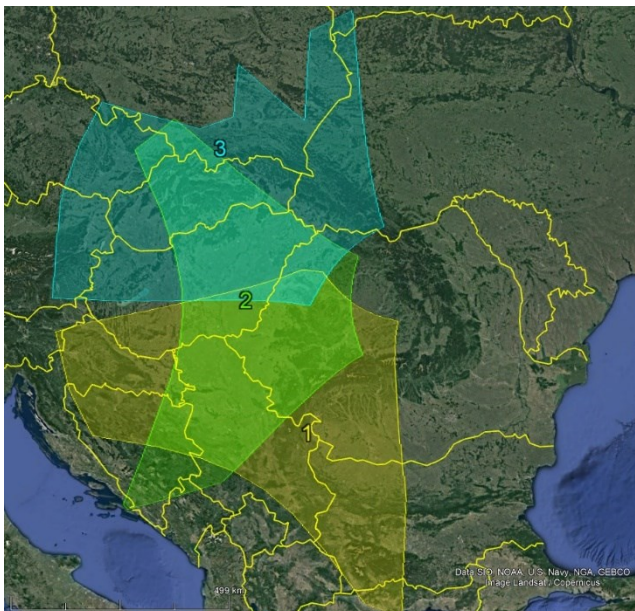 3
2
1
Data SIO, NOAA, U.S. Navy, NGA, GEBCO
Image Landsat / Copernicus
499 km